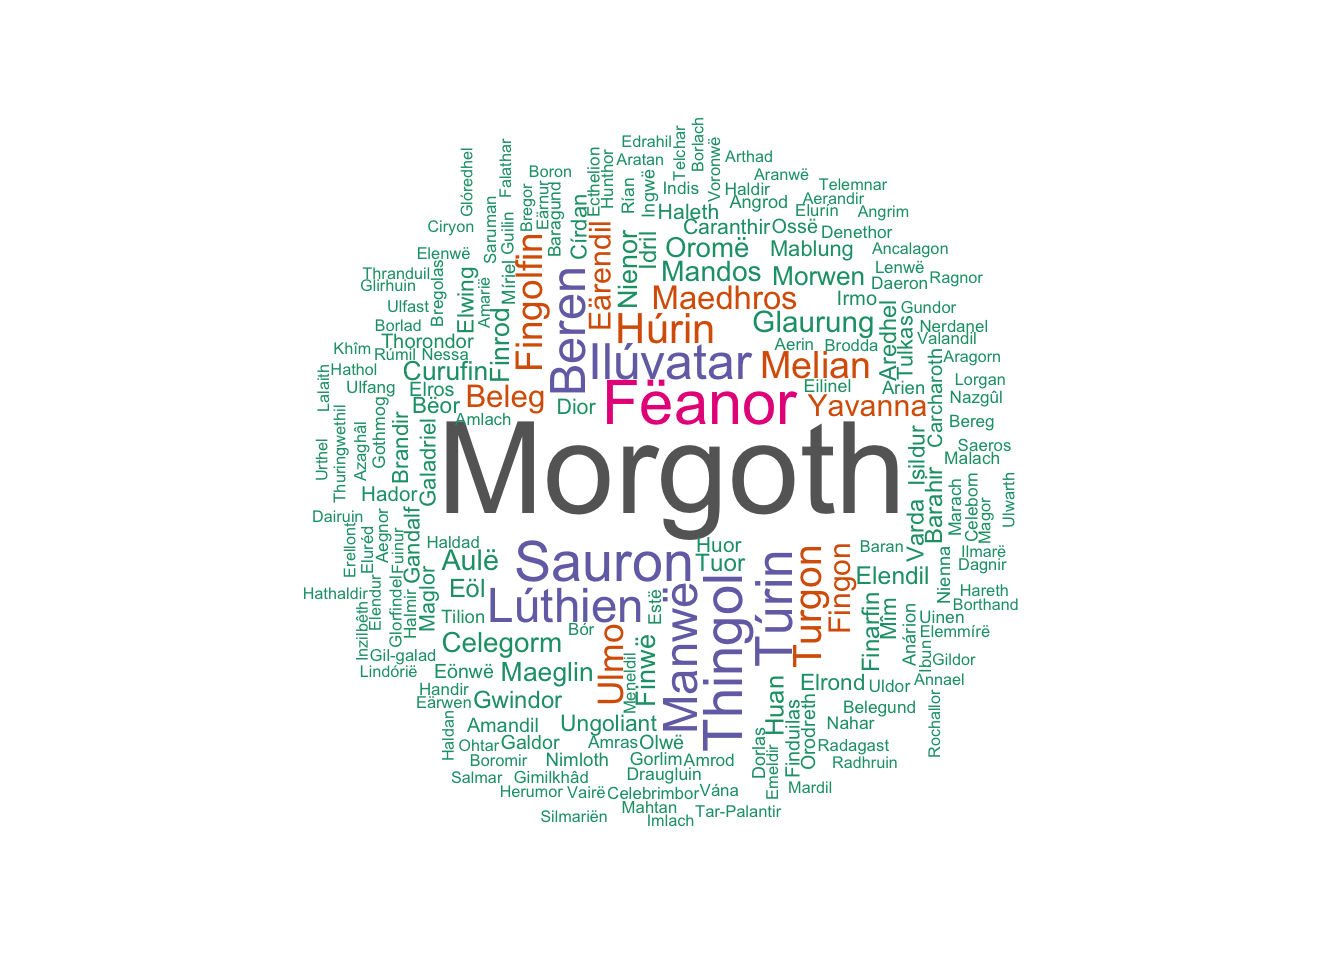 Edrahil
Telchar
Borlach
Aratan
Arthad
Voronwë
Aranwë
Glóredhel
Falathar
Boron
Ecthelion
Hunthor
Rían
Ingwë
Indis
Haldir
Telemnar
Angrod
Aerandir
Ciryon
Saruman
Guilin
Bregor
Eärnur
Baragund
Círdan
Haleth
Elurín
Angrim
Caranthir
Ossë
Denethor
Elenwë
Fingolfin
Eärendil
Nienor
Idril
Oromë
Mablung
Ancalagon
Thranduil
Glirhuin
Bregolas
Elwing
Amarië
Míriel
Beren
Mandos
Morwen
Lenwë
Daeron
Ragnor
Ulfast
Maedhros
Irmo
Gundor
Borlad
Finrod
Húrin
Glaurung
Aredhel
Tulkas
Nerdanel
Valandil
Thorondor
Khîm
Rúmil
Nessa
Aerin
Brodda
Aragorn
Hathol
Curufin
Ilúvatar
Melian
Carcharoth
Lorgan
Lalaith
Ulfang
Elros
Beleg
Eilinel
Arien
Nazgûl
Bëor
Dior
Fëanor
Yavanna
Amlach
Bereg
Urthel
Thuringwethil
Azaghâl
Gothmog
Brandir
Galadriel
Morgoth
Isildur
Saeros
Malach
Hador
Barahir
Marach
Celeborn
Magor
Ulwarth
Dairuin
Varda
Erellont
Eluréd
Aegnor
Fuinur
Gandalf
Haldad
Huor
Baran
Ilmarë
Aulë
Sauron
Tuor
Túrin
Turgon
Fingon
Elendil
Nienna
Dagnir
Hathaldir
Elendur
Glorfindel
Halmir
Maglor
Eöl
Lúthien
Estë
Hareth
Borthand
Inzilbêth
Tilion
Bór
Manwë
Thingol
Finarfin
Mîm
Anárion
Uinen
Elemmírë
Gil-galad
Celegorm
Ulmo
Finwë
Ibun
Gildor
Lindórië
Eönwë
Maeglin
Meneldil
Huan
Elrond
Uldor
Annael
Handir
Eärwen
Gwindor
Belegund
Haldan
Amandil
Ungoliant
Finduilas
Orodreth
Nahar
Rochallor
Ohtar
Galdor
Amras
Olwë
Dorlas
Radagast
Boromir
Nimloth
Gorlim
Amrod
Radhruin
Salmar
Gimilkhâd
Draugluin
Emeldir
Herumor
Vairë
Celebrimbor
Vána
Mardil
Silmariën
Mahtan
Imlach
Tar-Palantir